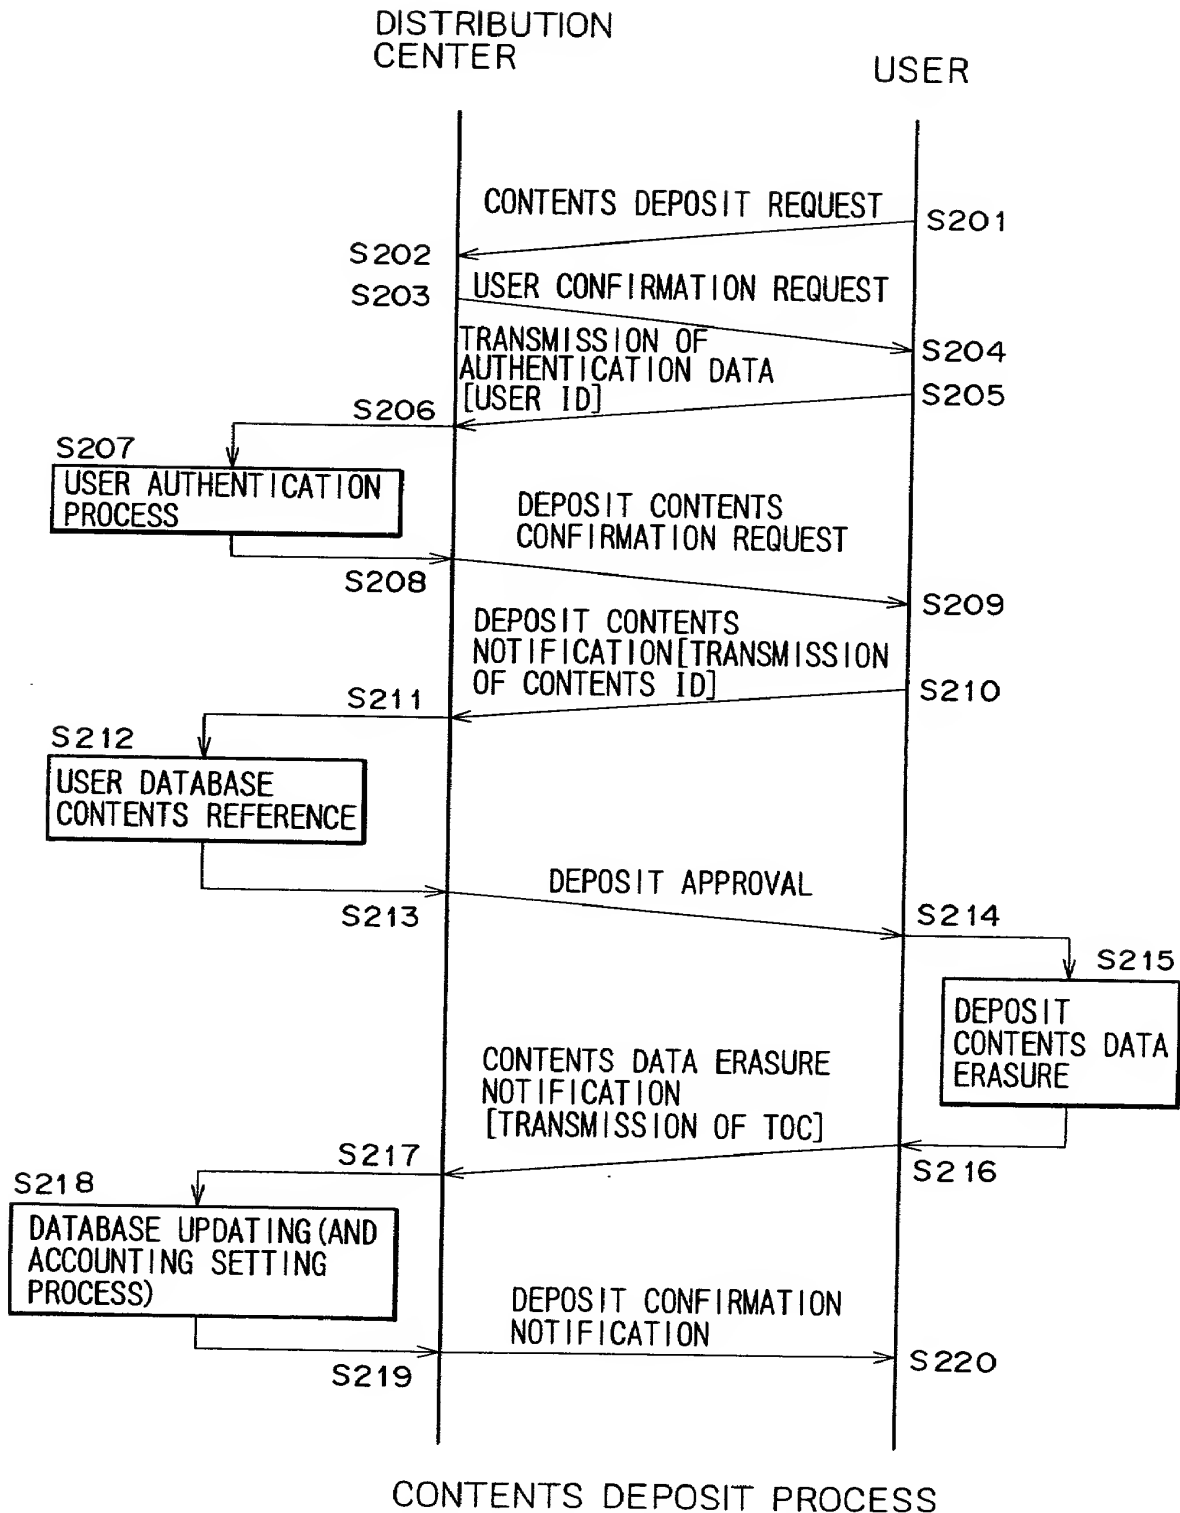 DISTRIBUTION
CENTER
USER
CONTENTS DEPOSIT REQUEST
S201
S202
S203
USER CONFIRMATION REQUEST
S204
TRANSMISSION OF
AUTHENTICATION DATA
[USER ID]
S205
S206
S207
USER AUTHENTICATION
PROCESS
DEPOSIT CONTENTS
CONFIRMATION REQUEST
S208
S209
DEPOSIT CONTENTS
NOTIFICATION[TRANSMISSION
OF CONTENTS ID]
S210
S211
S212
USER DATABASE
CONTENTS REFERENCE
DEPOSIT APPROVAL
S213
S214
S215
DEPOSIT
CONTENTS DATA
ERASURE
CONTENTS DATA ERASURE
NOTIFICATION
[TRANSMISSION OF TOC]
S216
S217
S218
DATABASE UPDATING(AND
ACCOUNTING SETTING
PROCESS)
DEPOSIT CONFIRMATION
NOTIFICATION
S219
S220
CONTENTS DEPOSIT PROCESS